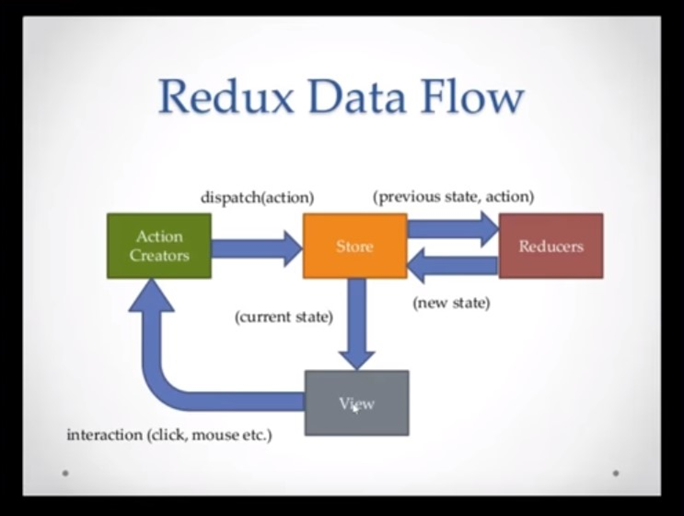 Redux Data Flow
dispatch(action)
(previous state, action)
Action
Creators
Store
Reducers
(current state)
(new state)
View
interaction (click, mouse etc.)